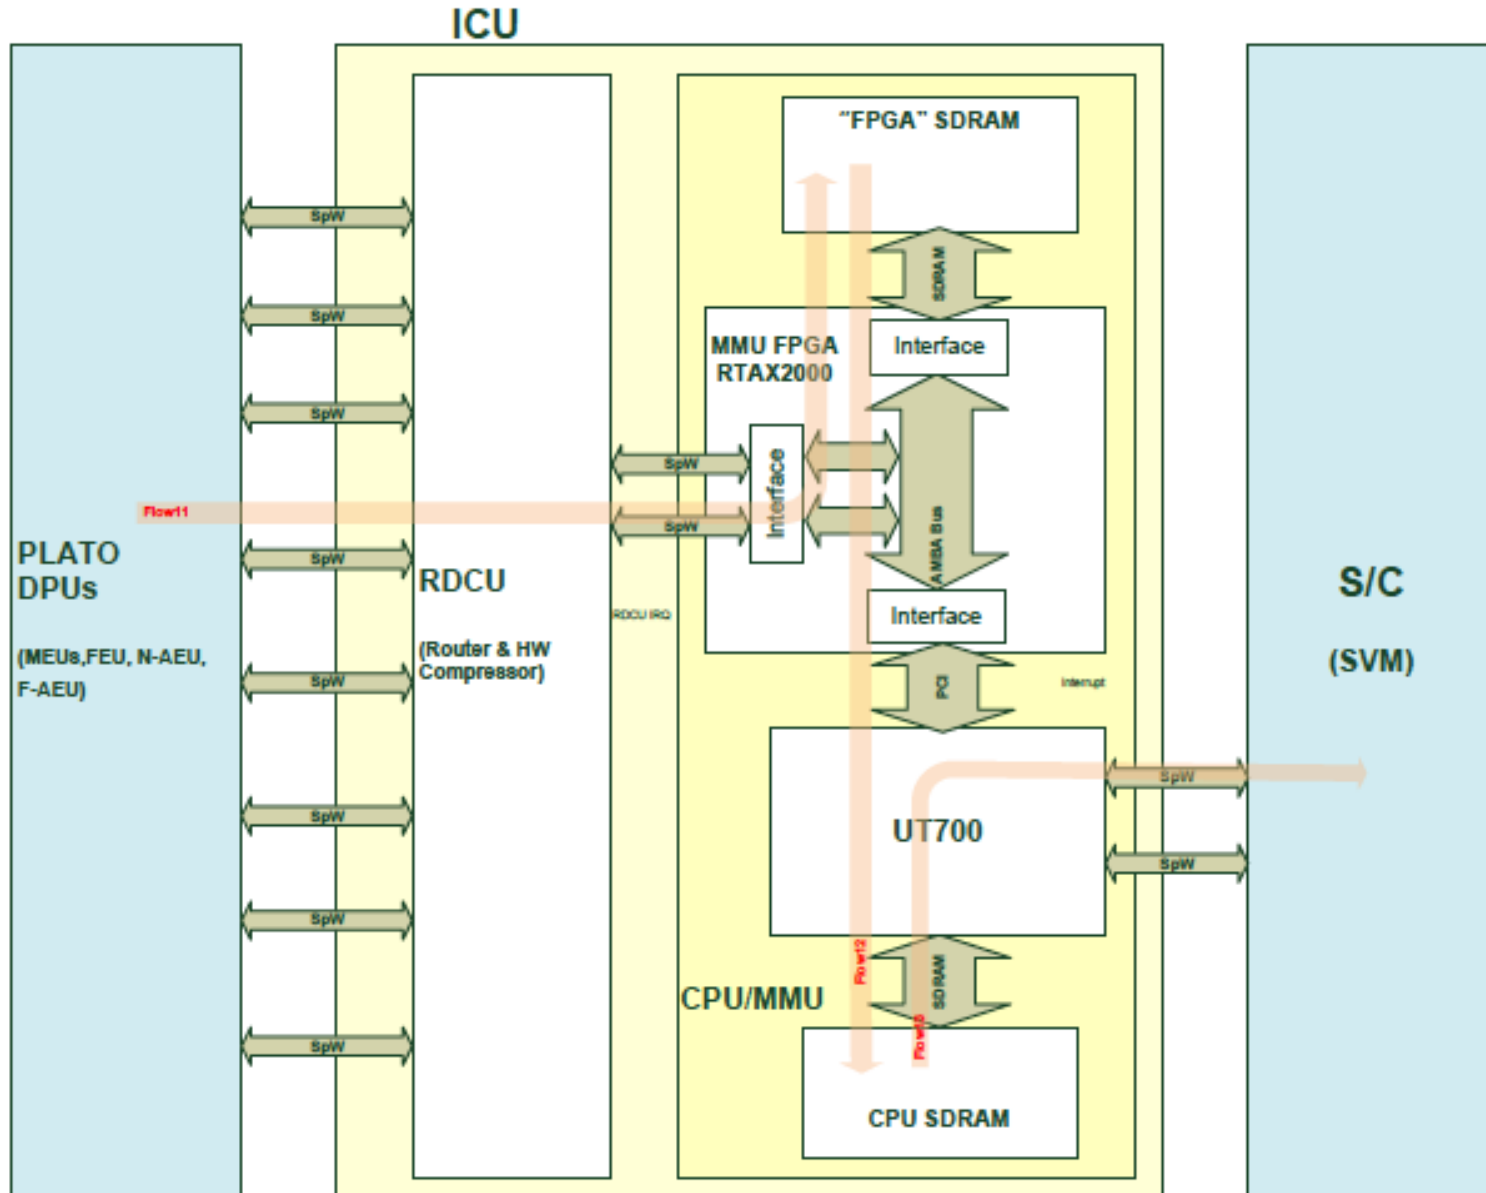 ICU
"FPGA" SDRAM
SpW
SpW
SpW
SpW
SpW
SpW
SpW
SpW
SDRAM
MMU FPGA
RTAX2000
Interface
SpW
SpW
Interface
AMBA Bus
Interface
Flow11
PLATO
DPUs
(MEUs,FEU, N-AEU,
F-AEU)
RDCU
(Router & HW
Compressor)
RDCU IRQ
PCI
Interrupt
S/C
(SVM)
UT700
SpW
SpW
Flow12
SDRAM
CPU/MMU
CPU SDRAM